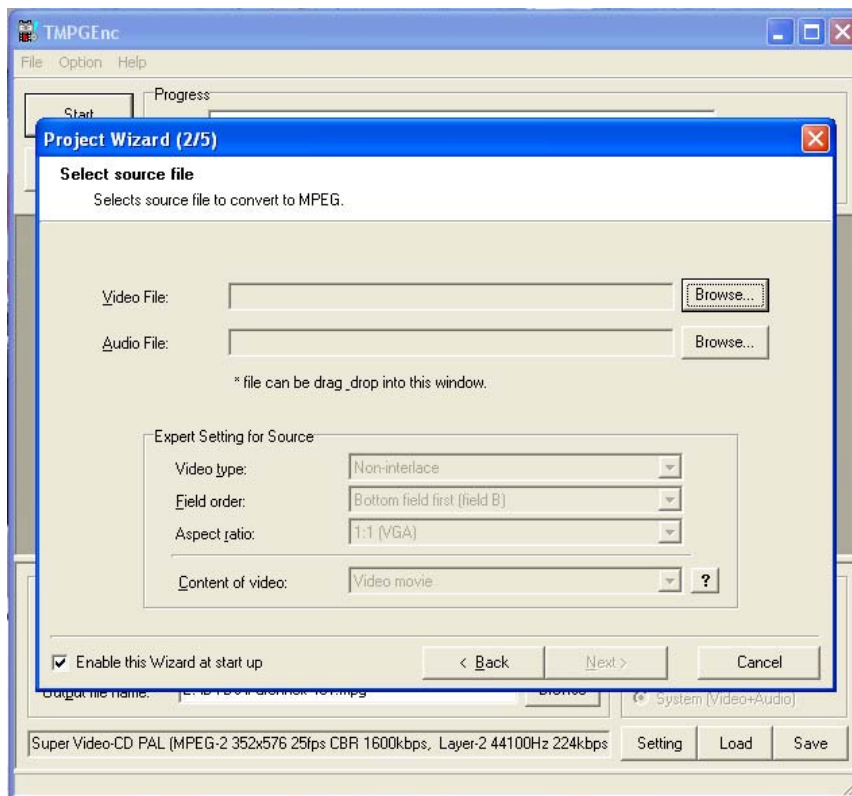 TMPGEnc
File Option Help
Progress
Start
Project Wizard (2/5)
Select source file
Selects source file to convert to MPEG.
Video File: Browse...
Audio File: Browse...
* file can be drag_drop into this window.
Expert Setting for Source
Video type: Non-interlace
Field order: Bottom field first (field B)
Aspect ratio: 1:1 (VGA)
Content of video: Video movie ?
Enable this Wizard at start up < Back Next > Cancel
Output file name: Browse System (Video+Audio)
Super Video-CD PAL (MPEG-2 352x576 25fps CBR 1600kbps, Layer-2 44100Hz 224kbps Setting Load Save